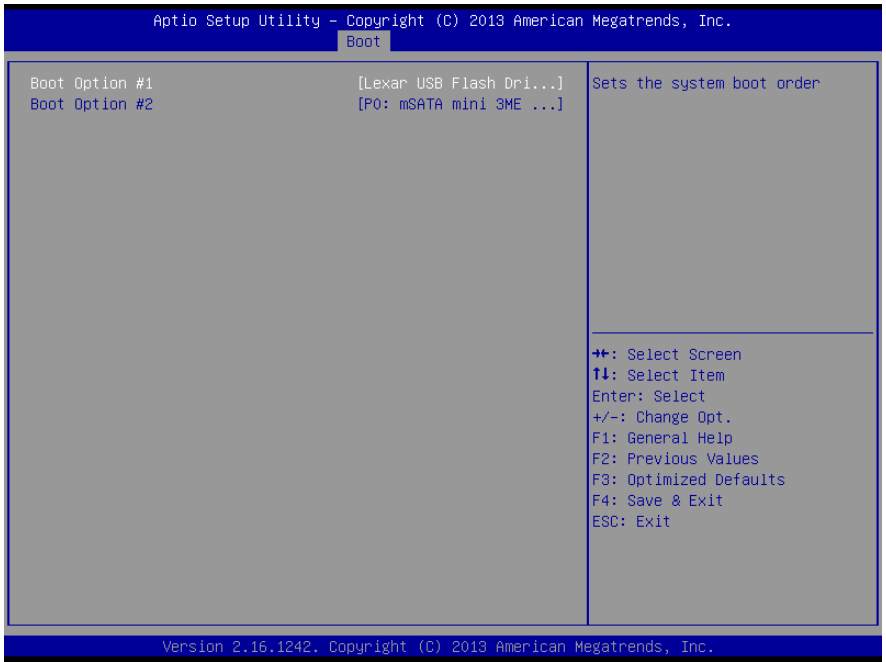 Aptio Setup Utility – Copyright (C) 2013 American Megatrends, Inc.
Boot
Boot Option #1 [Lexar USB Flash Dri...]
Boot Option #2 [P0: mSATA mini 3ME ...]
Sets the system boot order
→←: Select Screen
↑↓: Select Item
Enter: Select
+/-: Change Opt.
F1: General Help
F2: Previous Values
F3: Optimized Defaults
F4: Save & Exit
ESC: Exit
Version 2.16.1242. Copyright (C) 2013 American Megatrends, Inc.